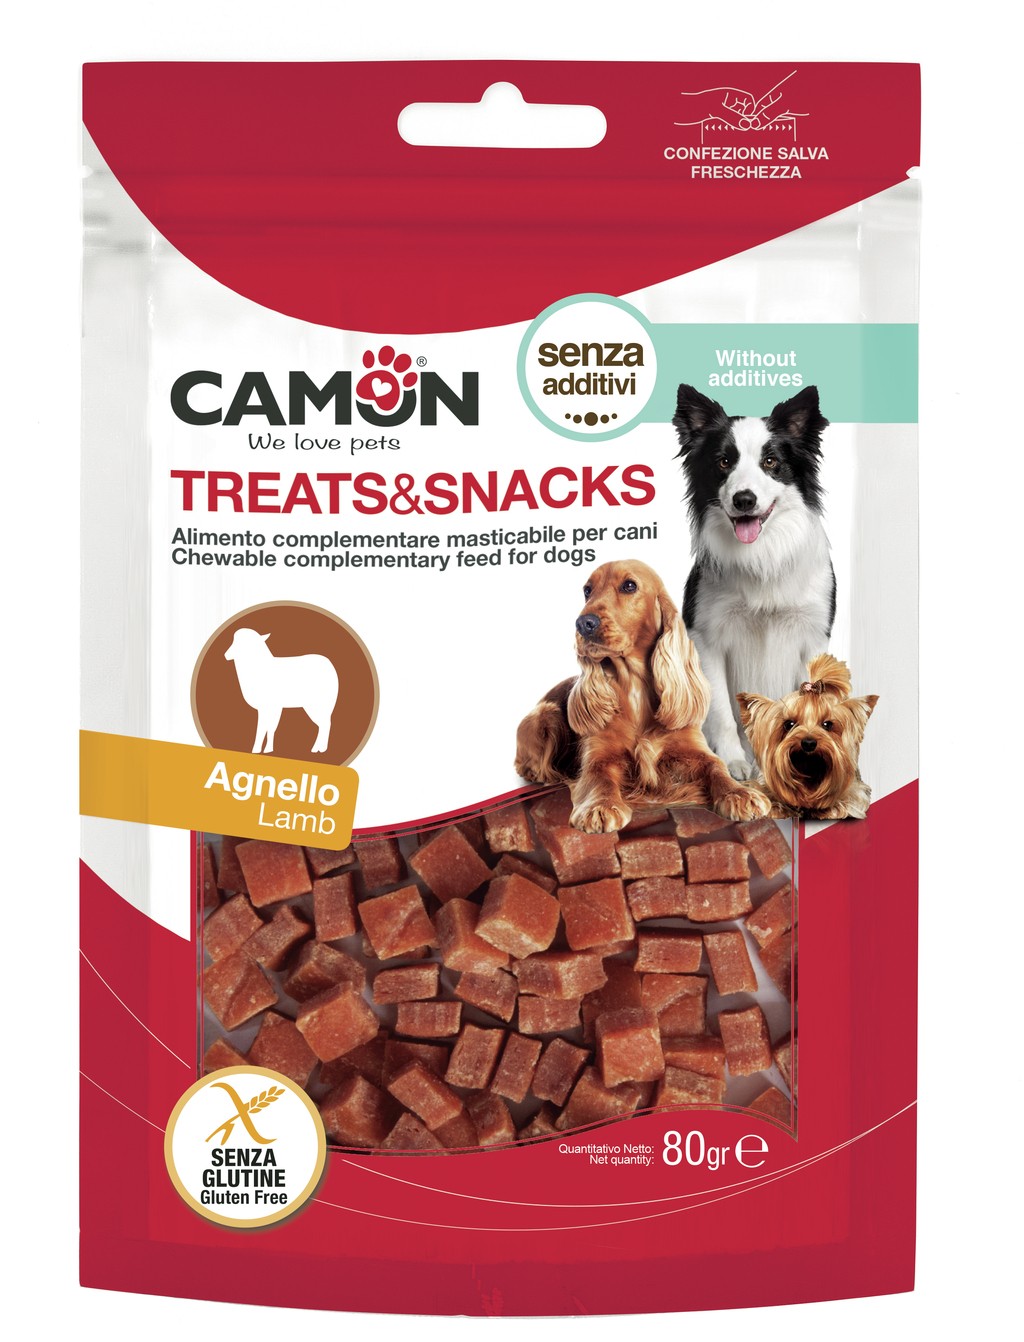 CONFEZIONE SALVA
FRESCHEZZA
senza
additivi
Without
additives
CAMON®
We love pets
TREATS&SNACKS
Alimento complementare masticabile per cani
Chewable complementary feed for dogs
Agnello
Lamb
SENZA
GLUTINE
Gluten Free
Quantitativo Netto:
Net quantity:
80gr e